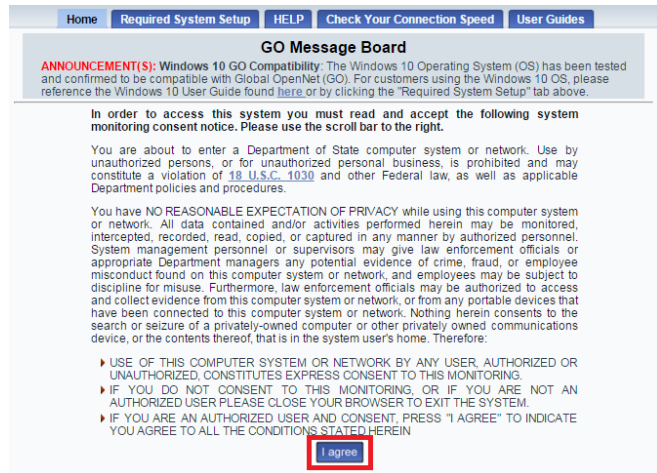 Home Required System Setup HELP Check Your Connection Speed User Guides
GO Message Board
ANNOUNCEMENT(S): Windows 10 GO Compatibility: The Windows 10 Operating System (OS) has been tested
and confirmed to be compatible with Global OpenNet (GO). For customers using the Windows 10 OS, please
reference the Windows 10 User Guide found here or by clicking the "Required System Setup" tab above.
In order to access this system you must read and accept the following system
monitoring consent notice. Please use the scroll bar to the right.
You are about to enter a Department of State computer system or network. Use by
unauthorized persons, or for unauthorized personal business, is prohibited and may
constitute a violation of 18 U.S.C. 1030 and other Federal law, as well as applicable
Department policies and procedures.
You have NO REASONABLE EXPECTATION OF PRIVACY while using this computer system
or network. All data contained and/or activities performed herein may be monitored,
intercepted, recorded, read, copied, or captured in any manner by authorized personnel.
System management personnel or supervisors may give law enforcement officials or
appropriate Department managers any potential evidence of crime, fraud, or employee
misconduct found on this computer system or network, and employees may be subject to
discipline for misuse. Furthermore, law enforcement officials may be authorized to access
and collect evidence from this computer system or network, or from any portable devices that
have been connected to this computer system or network. Nothing herein consents to the
search or seizure of a privately-owned computer or other privately owned communications
device, or the contents thereof, that is in the system user's home. Therefore:
USE OF THIS COMPUTER SYSTEM OR NETWORK BY ANY USER, AUTHORIZED OR
UNAUTHORIZED, CONSTITUTES EXPRESS CONSENT TO THIS MONITORING.
IF YOU DO NOT CONSENT TO THIS MONITORING, OR IF YOU ARE NOT AN
AUTHORIZED USER PLEASE CLOSE YOUR BROWSER TO EXIT THE SYSTEM.
IF YOU ARE AN AUTHORIZED USER AND CONSENT, PRESS "I AGREE" TO INDICATE
YOU AGREE TO ALL THE CONDITIONS STATED HEREIN
I agree